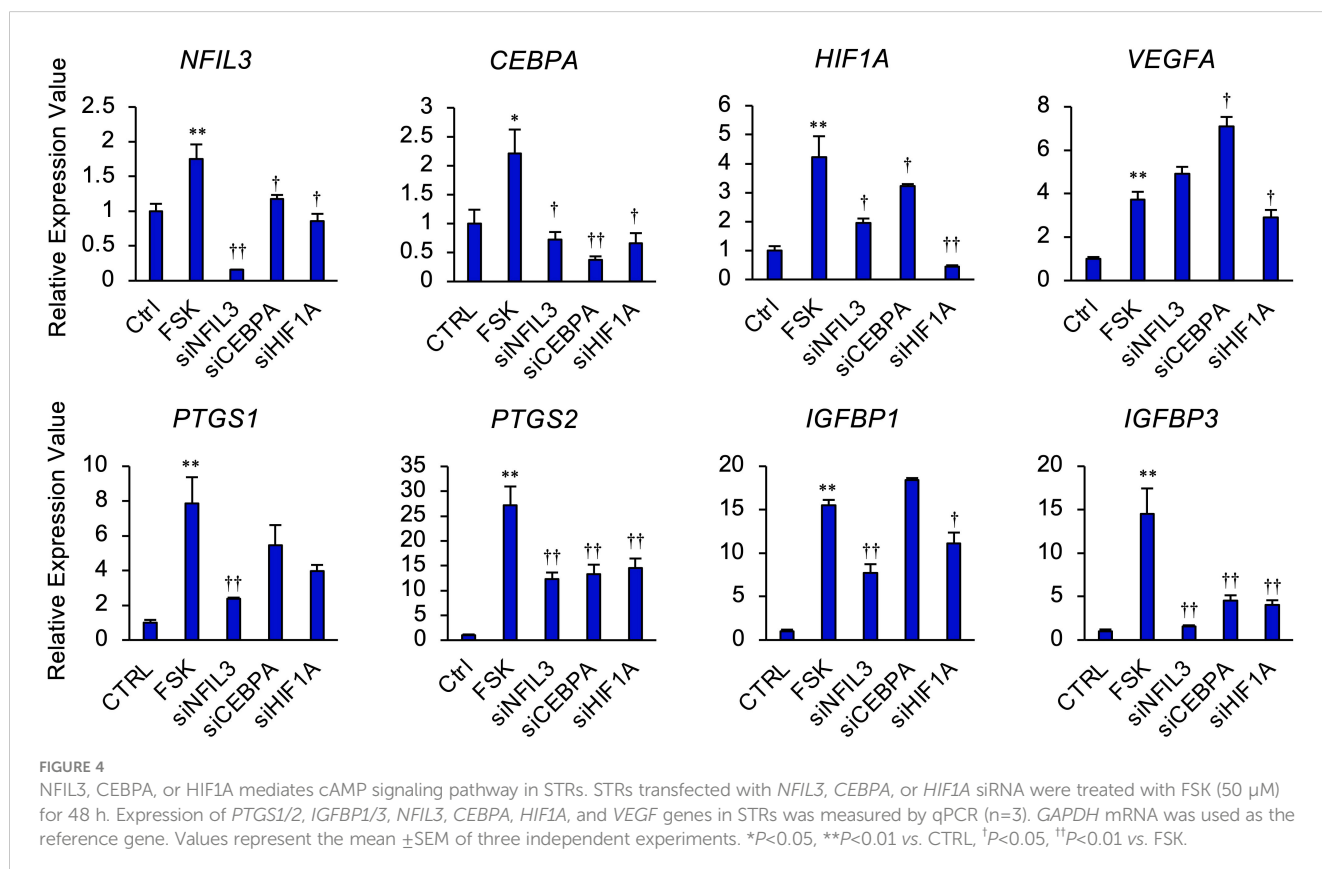 NFIL3 CEBPA HIF1A VEGFA
Relative Expression Value
2.5
2
1.5
1
0.5
0
**
††
†
†
Ctrl
FSK
siNFIL3
siCEBPA
siHIF1A
3
2.5
2
1.5
1
0.5
0
*
†
††
†
CTRL
FSK
siNFIL3
siCEBPA
siHIF1A
6
5
4
3
2
1
0
**
†
†
††
Ctrl
FSK
siNFIL3
siCEBPA
siHIF1A
8
6
4
2
0
**
†
†
Ctrl
FSK
siNFIL3
siCEBPA
siHIF1A
PTGS1 PTGS2 IGFBP1 IGFBP3
Relative Expression Value
10
8
6
4
2
0
**
††
CTRL
FSK
siNFIL3
siCEBPA
siHIF1A
35
30
25
20
15
10
5
0
**
††
††
††
Ctrl
FSK
siNFIL3
siCEBPA
siHIF1A
20
15
10
5
0
**
††
†
CTRL
FSK
siNFIL3
siCEBPA
siHIF1A
20
15
10
5
0
**
††
††
††
CTRL
FSK
siNFIL3
siCEBPA
siHIF1A
FIGURE 4
NFIL3, CEBPA, or HIF1A mediates cAMP signaling pathway in STRs. STRs transfected with NFIL3, CEBPA, or HIF1A siRNA were treated with FSK (50 µM)
for 48 h. Expression of PTGS1/2, IGFBP1/3, NFIL3, CEBPA, HIF1A, and VEGF genes in STRs was measured by qPCR (n=3). GAPDH mRNA was used as the
reference gene. Values represent the mean ±SEM of three independent experiments. *P<0.05, **P<0.01 vs. CTRL, †P<0.05, ††P<0.01 vs. FSK.